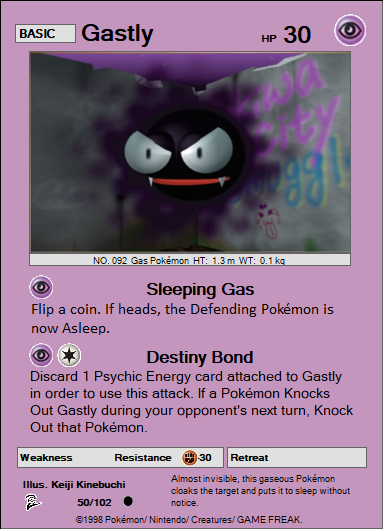 BASIC Gastly HP 30
NO. 092 Gas Pokémon HT: 1.3 m WT: 0.1 kg
Sleeping Gas
Flip a coin. If heads, the Defending Pokémon is
now Asleep.
Destiny Bond
Discard 1 Psychic Energy card attached to Gastly
in order to use this attack. If a Pokémon Knocks
Out Gastly during your opponent's next turn, Knock
Out that Pokémon.
Weakness Resistance -30 Retreat
Illus. Keiji Kinebuchi
50/102
Almost invisible, this gaseous Pokémon
cloaks the target and puts it to sleep without
notice.
©1998 Pokémon/ Nintendo/ Creatures/ GAME FREAK.